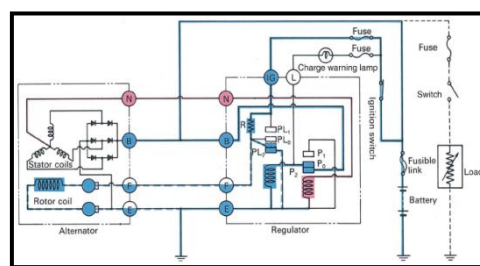 Fuse
Fuse
Fuse
Charge warning lamp
IG
L
N
N
Ignition switch
Switch
R
PL₁
PL₀
PL₂
B
B
Stator coils
P₁
P₀
P₂
Fusible
link
Load
F
F
Rotor coil
Battery
E
E
Alternator
Regulator